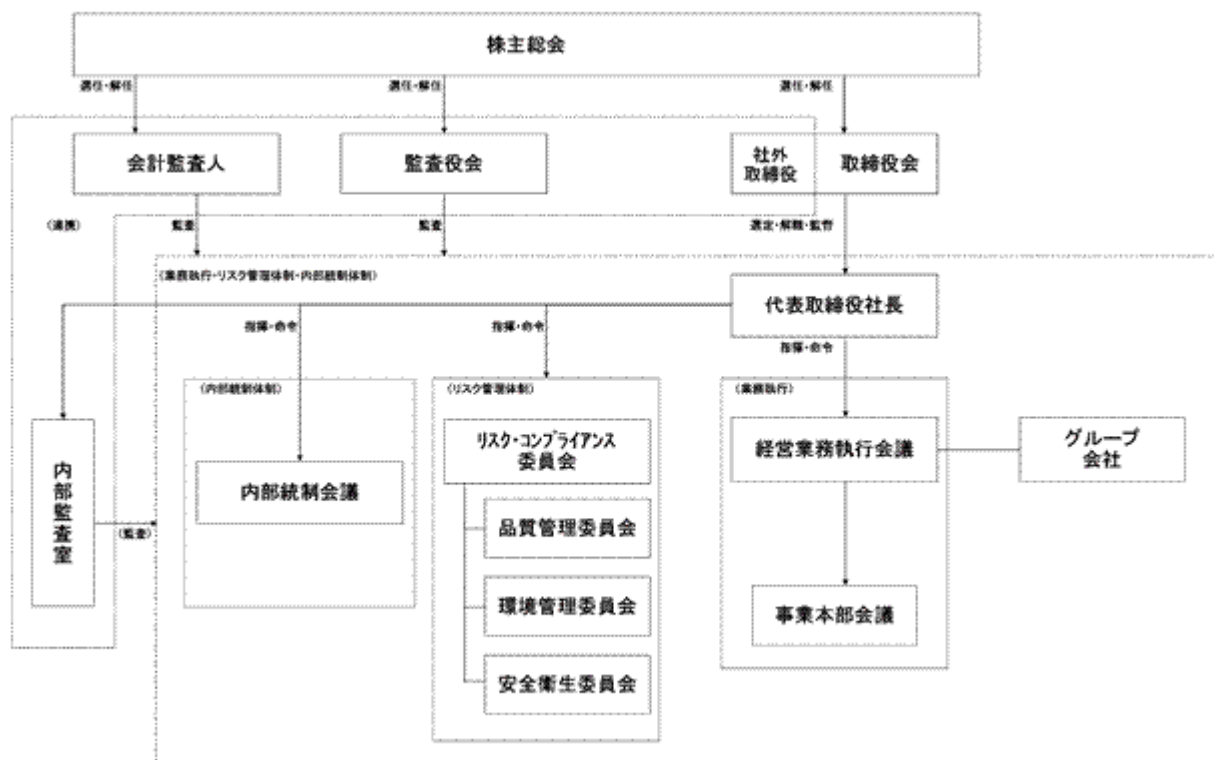 株主総会
選任・解任
選任・解任
選任・解任
会計監査人
監査役会
社外
取締役
取締役会
(連携)
監査
監査
選定・解職・監督
(業務執行・リスク管理体制・内部統制体制)
代表取締役社長
指揮・命令
指揮・命令
指揮・命令
(内部統制体制)
(リスク管理体制)
(業務執行)
リスク・コンプライアンス
委員会
経営業務執行会議
グループ
会社
内部監査室
内部統制会議
(監査)
品質管理委員会
環境管理委員会
事業本部会議
安全衛生委員会